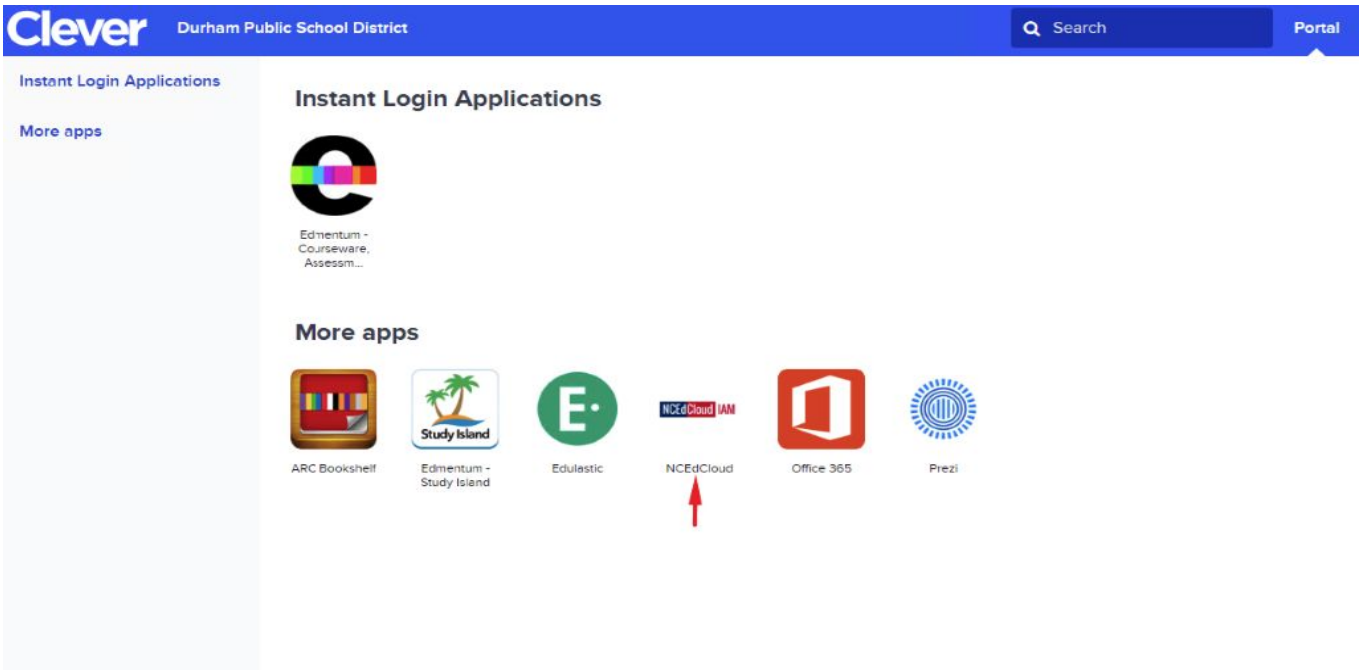 Clever
Durham Public School District
Search
Portal
Instant Login Applications
More apps
Instant Login Applications
e
Edmentum -
Courseware,
Assessm...
More apps
Study Island
E
NCEdCloud IAM
ARC Bookshelf
Edmentum -
Study Island
Edulastic
NCEdCloud
Office 365
Prezi